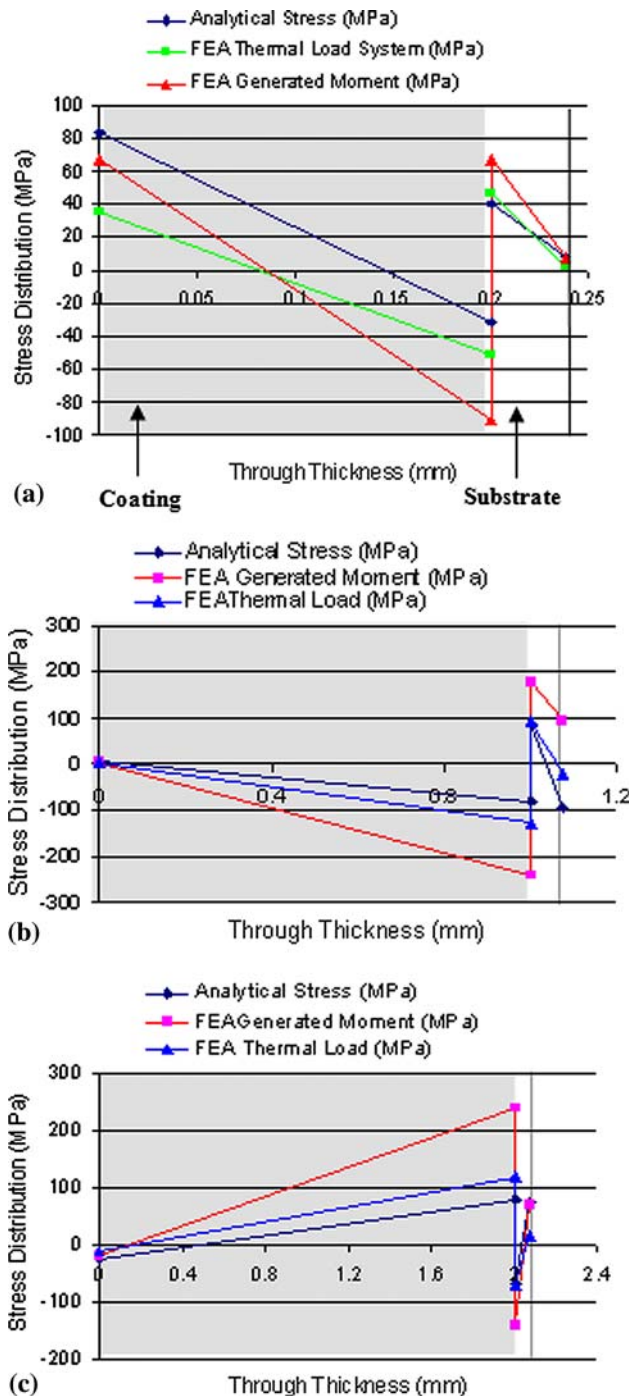 Analytical Stress (MPa)
FEA Thermal Load System (MPa)
FEA Generated Moment (MPa)
Stress Distribution (MPa)
100
80
60
40
20
0
-20
-40
-60
-80
-100
0 0.05 0.1 0.15 0.2 0.25
Through Thickness (mm)
(a)
Coating
Substrate
Analytical Stress (MPa)
FEA Generated Moment (MPa)
FEAThermal Load (MPa)
Stress Distribution (MPa)
300
200
100
0
-100
-200
-300
0 0.4 0.8 1.2
Through Thickness (mm)
(b)
Analytical Stress (MPa)
FEAGenerated Moment (MPa)
FEA Thermal Load (MPa)
Stress Distribution (MPa)
300
200
100
0
-100
-200
0 0.4 0.8 1.2 1.6 2 2.4
Through Thickness (mm)
(c)